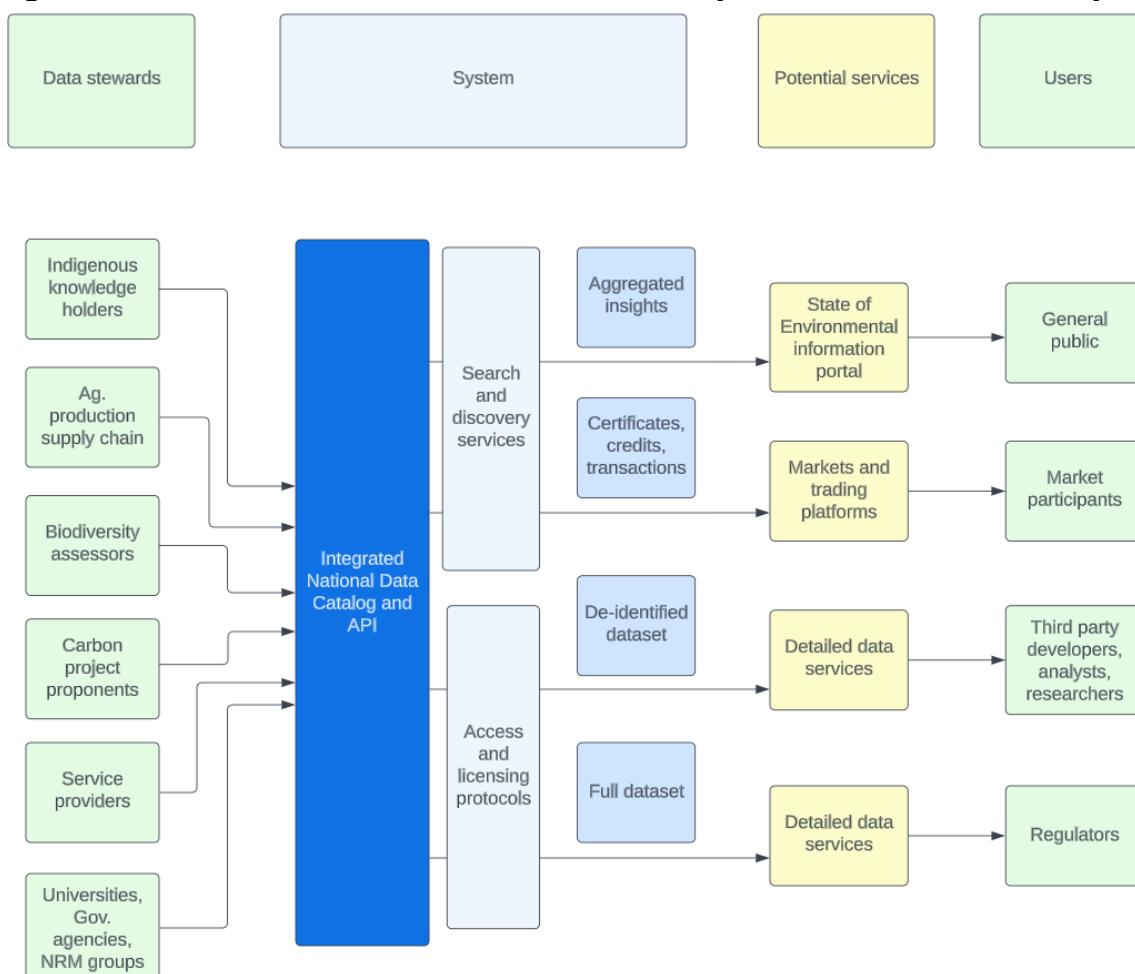 Data stewards
System
Potential services
Users
Indigenous
knowledge
holders
Ag.
production
supply chain
Biodiversity
assessors
Carbon
project
proponents
Service
providers
Universities,
Gov.
agencies,
NRM groups
Integrated
National Data
Catalog and
API
Search
and
discovery
services
Access
and
licensing
protocols
Aggregated
insights
Certificates,
credits,
transactions
De-identified
dataset
Full dataset
State of
Environmental
information
portal
Markets and
trading
platforms
Detailed data
services
Detailed data
services
General
public
Market
participants
Third party
developers,
analysts,
researchers
Regulators